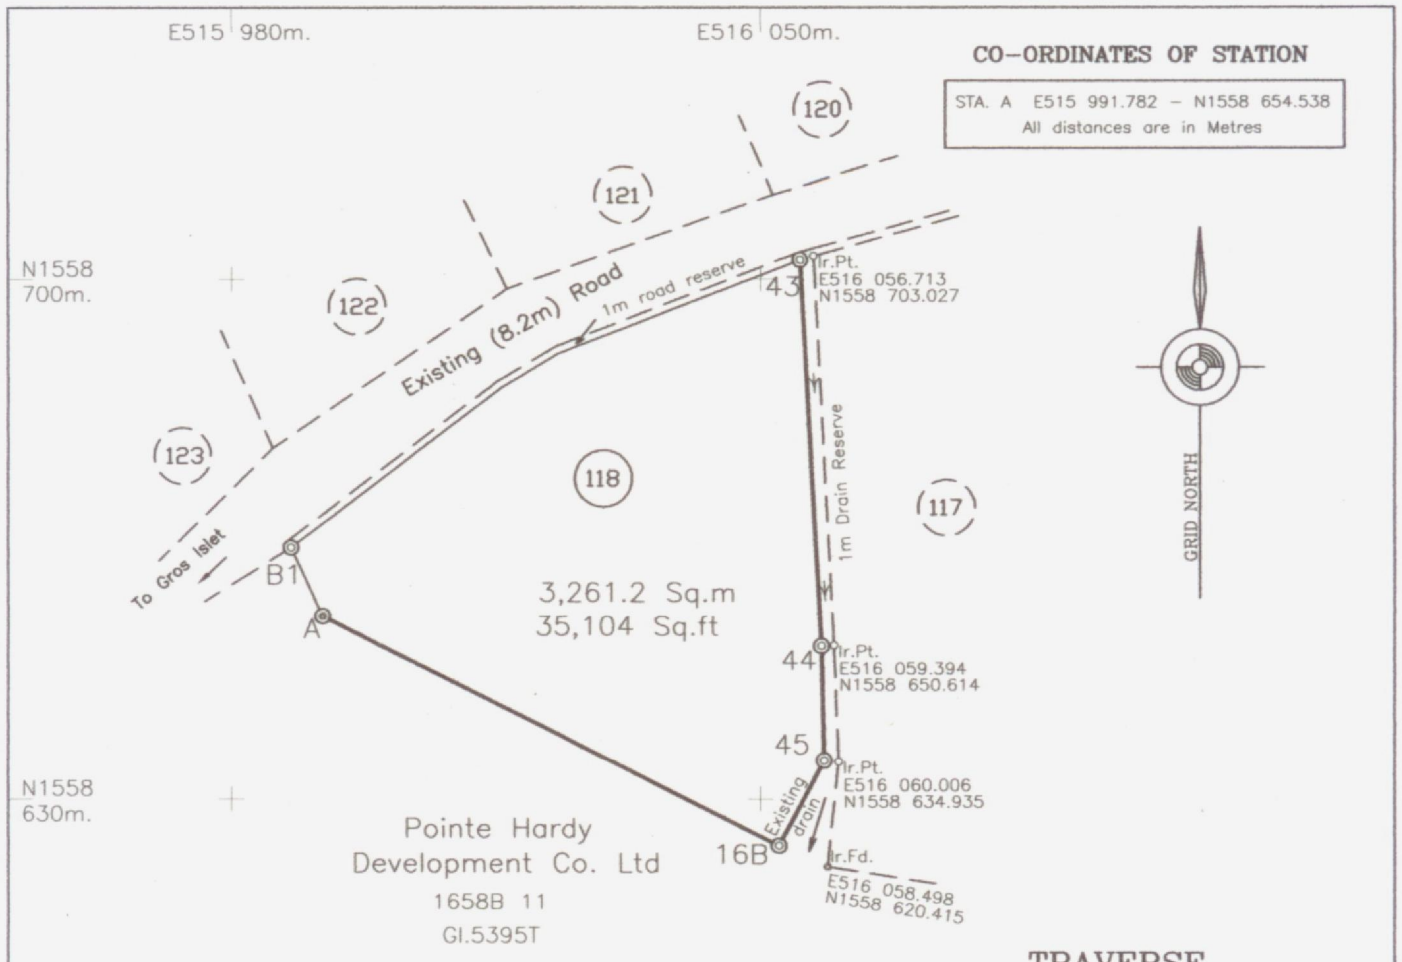 E515 980m.
E516 050m.
CO-ORDINATES OF STATION
STA. A E515 991.782 - N1558 654.538
All distances are in Metres
120
121
122
123
N1558
700m.
Existing (8.2m) Road
1m road reserve
43
Ir.Pt.
E516 056.713
N1558 703.027
1m Drain Reserve
118
117
GRID NORTH
To Gros Islet
B1
A
3,261.2 Sq.m
35,104 Sq.ft
44
Ir.Pt.
E516 059.394
N1558 650.614
45
Ir.Pt.
E516 060.006
N1558 634.935
N1558
630m.
Existing
drain
16B
Ir.Fd.
E516 058.498
N1558 620.415
Pointe Hardy
Development Co. Ltd
1658B 11
GI.5395T
TRAVERSE